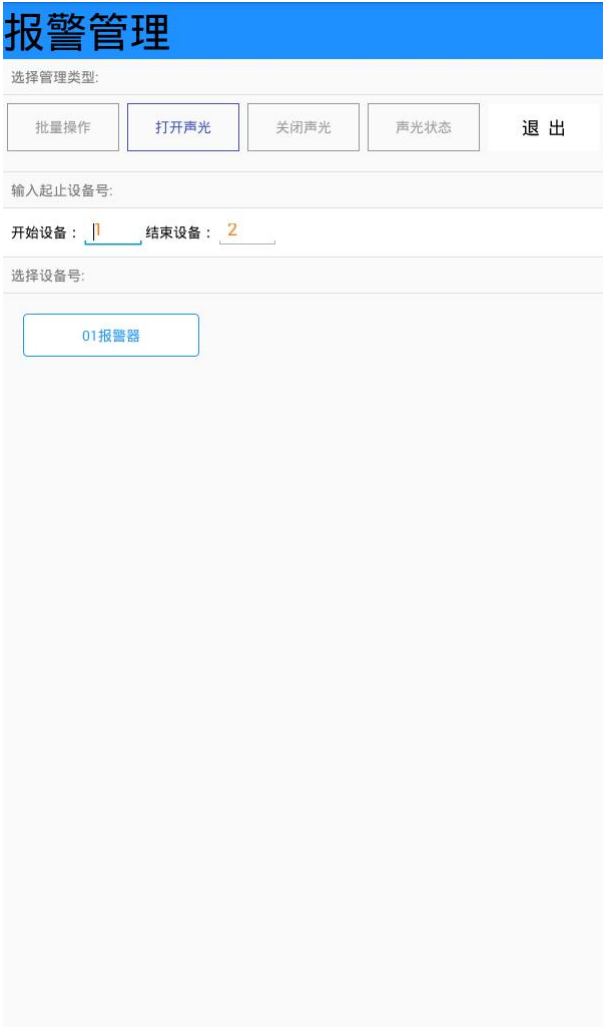 报警管理
选择管理类型:
批量操作 打开声光 关闭声光 声光状态 退 出
输入起止设备号:
开始设备： 1 结束设备： 2
选择设备号:
01报警器